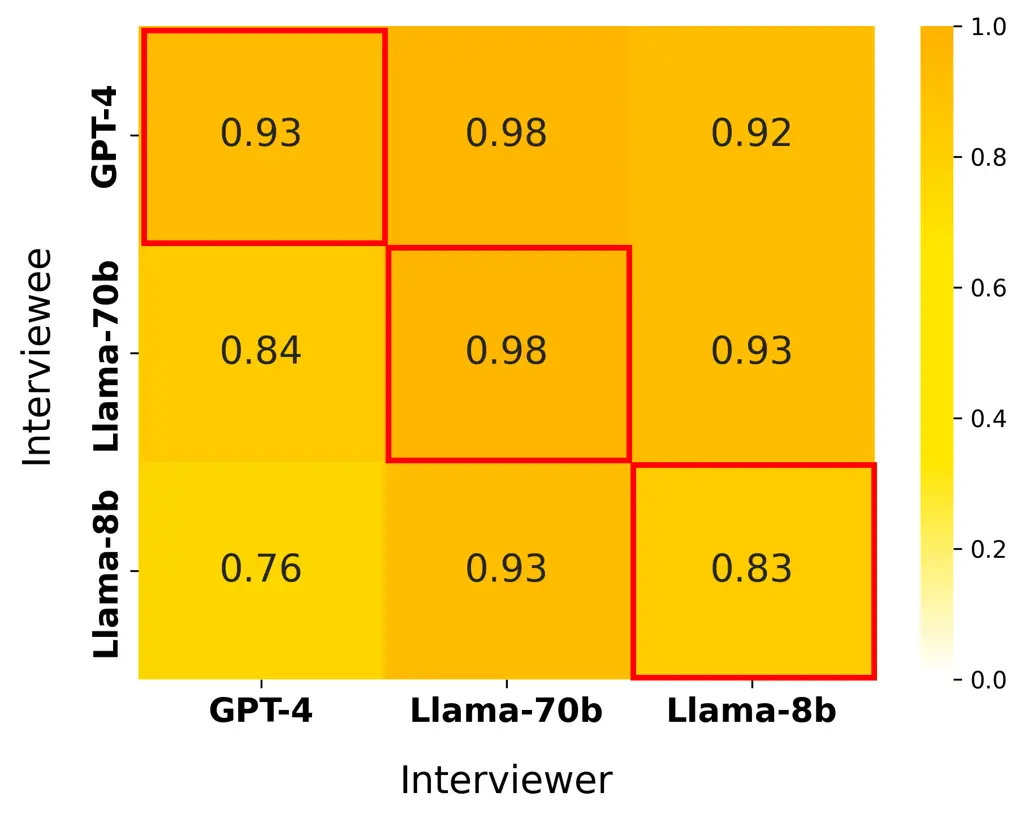 1.0
GPT-4
0.93 0.98 0.92
0.8
Interviewee
Llama-70b
0.84 0.98 0.93
0.6
0.4
Llama-8b
0.76 0.93 0.83
0.2
0.0
GPT-4 Llama-70b Llama-8b
Interviewer